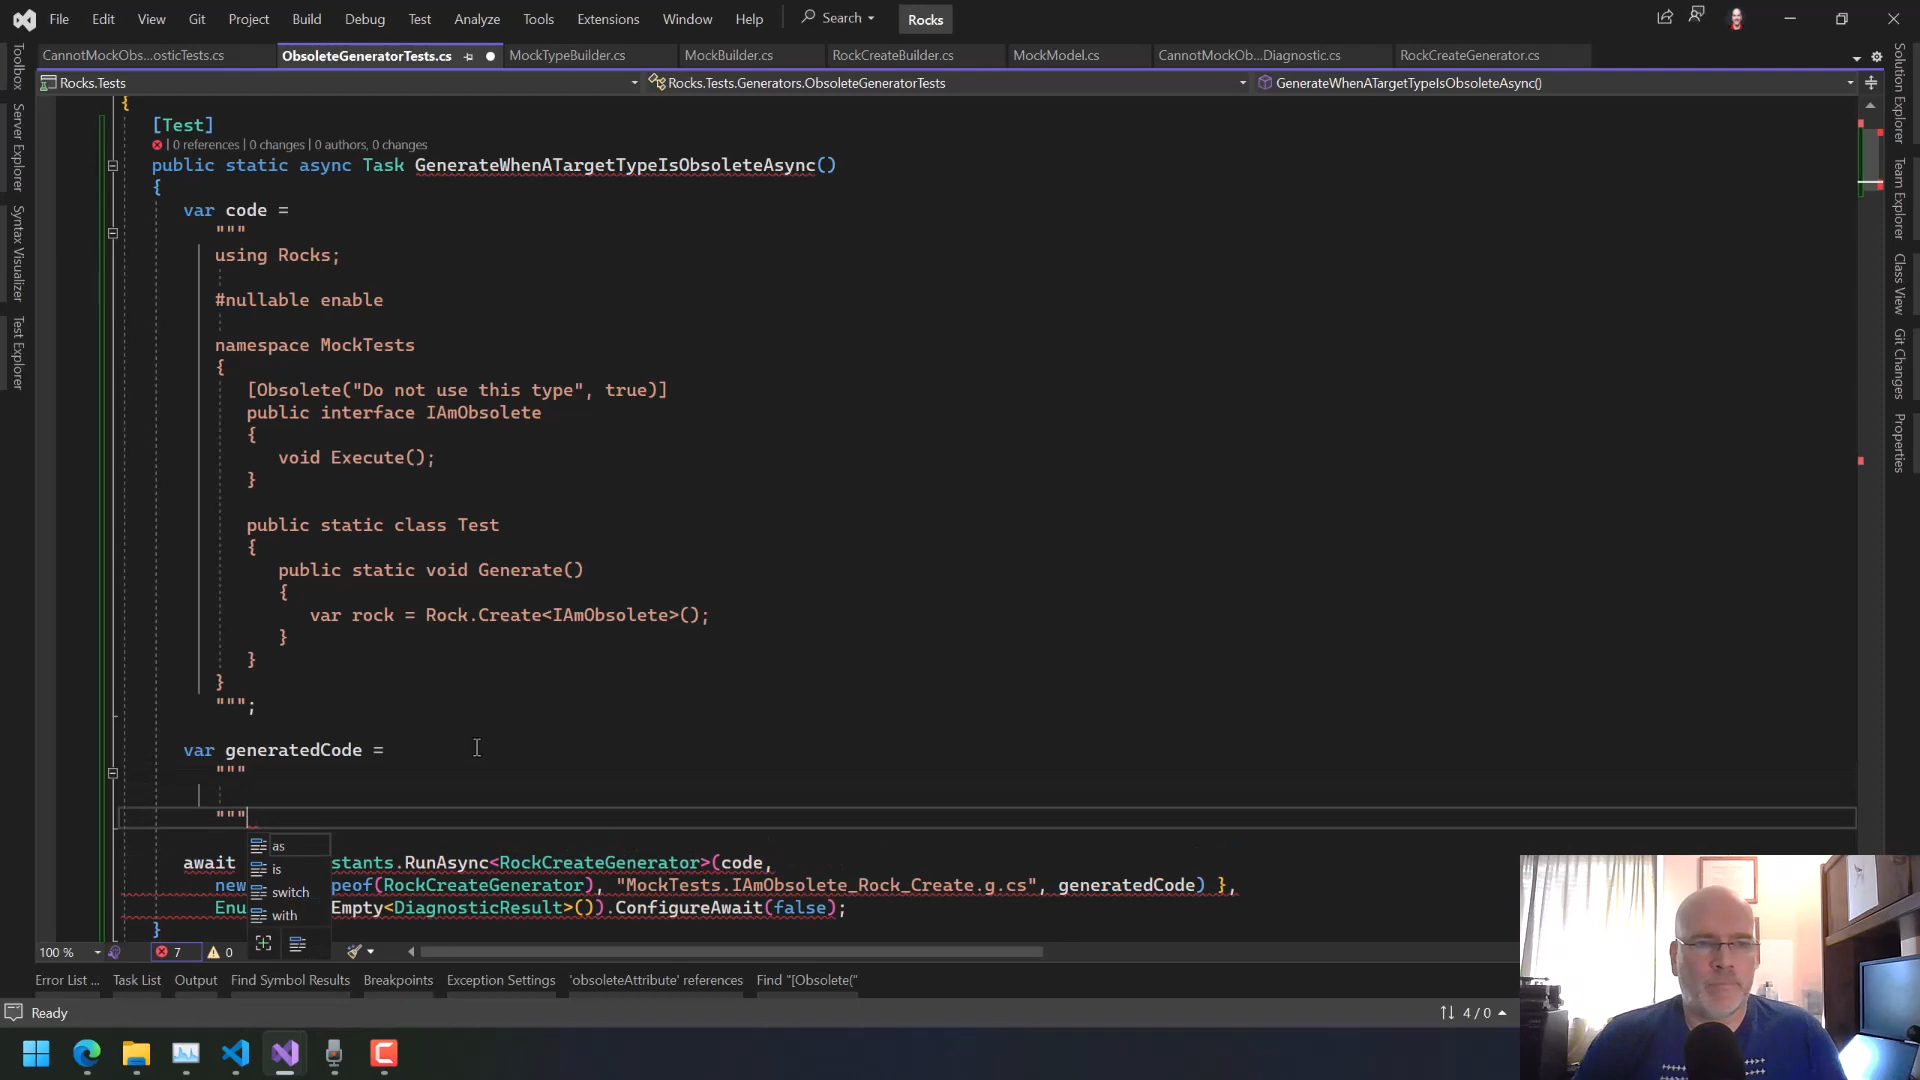 File Edit View Git Project Build Debug Test Analyze Tools Extensions Window Help Search Rocks
CannotMockObs...osticTests.cs ObsoleteGeneratorTests.cs MockTypeBuilder.cs MockBuilder.cs RockCreateBuilder.cs MockModel.cs CannotMockOb...Diagnostic.cs RockCreateGenerator.cs
Rocks.Tests Rocks.Tests.Generators.ObsoleteGeneratorTests GenerateWhenATargetTypeIsObsoleteAsync()
Toolbox
Server Explorer
Syntax Visualizer
Test Explorer
{
[Test]
0 references | 0 changes | 0 authors, 0 changes
public static async Task GenerateWhenATargetTypeIsObsoleteAsync()
{
var code =
"""
using Rocks;
#nullable enable
namespace MockTests
{
[Obsolete("Do not use this type", true)]
public interface IAmObsolete
{
void Execute();
}
public static class Test
{
public static void Generate()
{
var rock = Rock.Create<IAmObsolete>();
}
}
}
""";
var generatedCode =
"""
"""
as
is
switch
with
await stants.RunAsync<RockCreateGenerator>(code,
new peof(RockCreateGenerator), "MockTests.IAmObsolete_Rock_Create.g.cs", generatedCode) },
Enu Empty<DiagnosticResult>()).ConfigureAwait(false);
}
Solution Explorer
Team Explorer
Class View
Git Changes
Properties
100 % 7 0
Error List ... Task List Output Find Symbol Results Breakpoints Exception Settings 'obsoleteAttribute' references Find "[Obsolete("
Ready 4 / 0